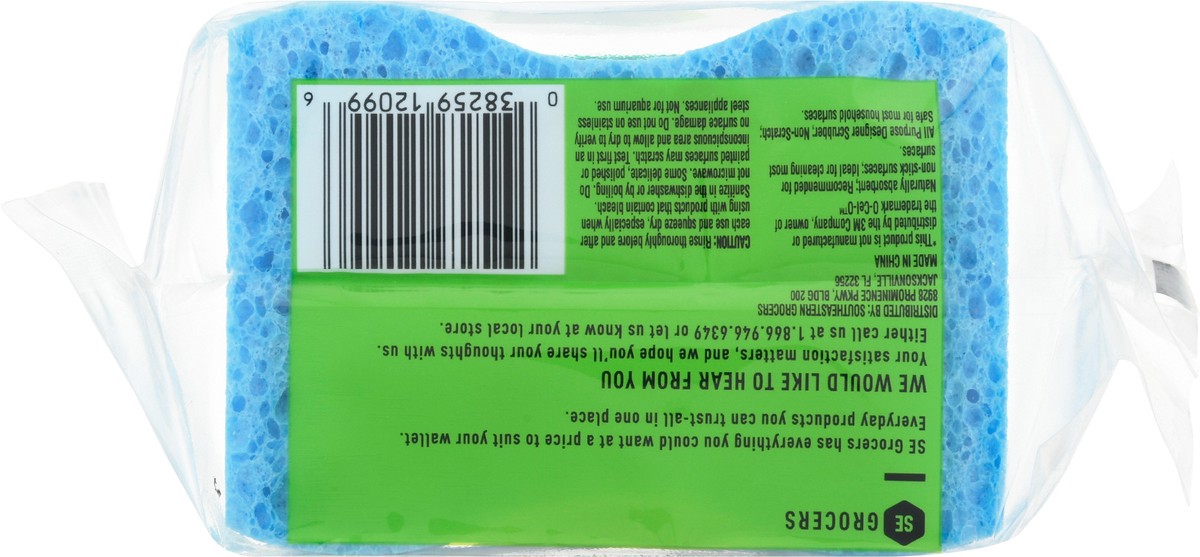 SE GROCERS
SE Grocers has everything you could want at a price to suit your wallet.
Everyday products you can trust-all in one place.
WE WOULD LIKE TO HEAR FROM YOU
Your satisfaction matters, and we hope you'll share your thoughts with us.
Either call us at 1.866.946.6349 or let us know at your local store.
DISTRIBUTED BY: SOUTHEASTERN GROCERS
8928 PROMINENCE PKWY, BLDG 200
JACKSONVILLE, FL 32256
MADE IN CHINA
*This product is not manufactured or
distributed by the 3M Company, owner of
the trademark O-Cel-O™
Naturally absorbent; Recommended for
non-stick surfaces; Ideal for cleaning most
surfaces.
All Purpose Designer Scrubber, Non-Scratch;
Safe for most household surfaces.
CAUTION: Rinse thoroughly before and after
each use and squeeze dry, especially when
using with products that contain bleach.
Sanitize in the dishwasher or by boiling. Do
not microwave. Some delicate, polished or
painted surfaces may scratch. Test first in an
inconspicuous area and allow to dry to verify
no surface damage. Do not use on stainless
steel appliances. Not for aquarium use.
0 38259 12099 6